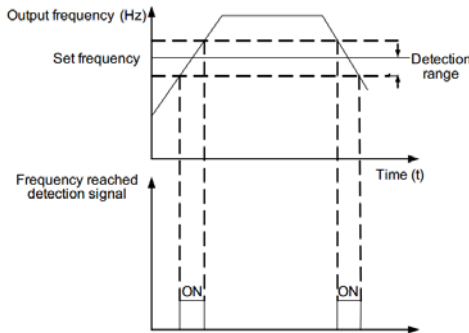 Output frequency (Hz)
Set frequency
Detection
range
Time (t)
Frequency reached
detection signal
ON
ON